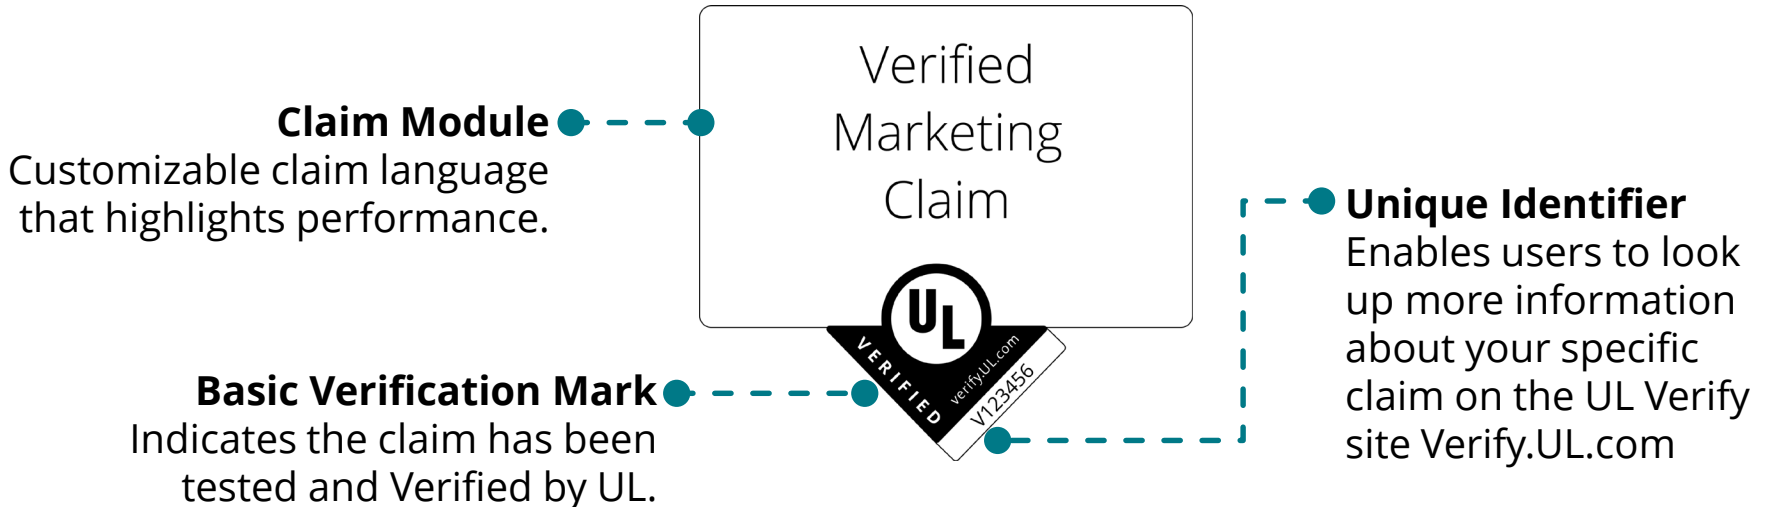 Claim Module
Customizable claim language
that highlights performance.
Verified
Marketing
Claim
UL
VERIFIED
verify.UL.com
V123456
Basic Verification Mark
Indicates the claim has been
tested and Verified by UL.
Unique Identifier
Enables users to look
up more information
about your specific
claim on the UL Verify
site Verify.UL.com